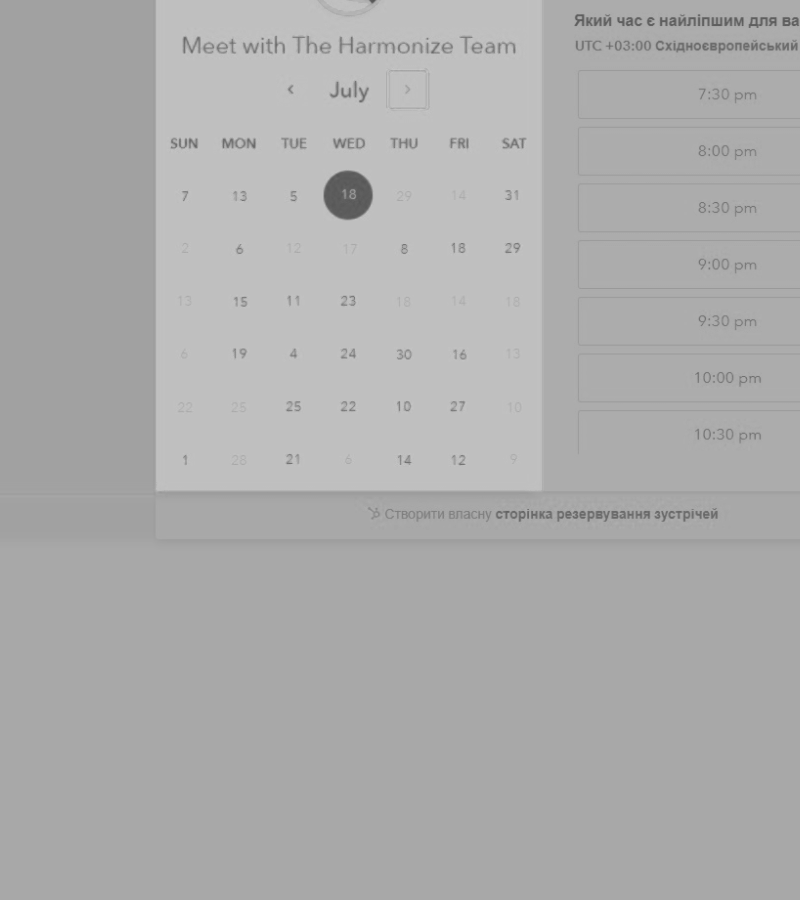 Meet with The Harmonize Team
July
SUN MON TUE WED THU FRI SAT
7 13 5 18 29 14 31
2 6 12 17 8 18 29
13 15 11 23 18 14 18
6 19 4 24 30 16 13
22 25 25 22 10 27 10
1 28 21 6 14 12 9
Який час є найліпшим для ва
UTC +03:00 Східноєвропейський
7:30 pm
8:00 pm
8:30 pm
9:00 pm
9:30 pm
10:00 pm
10:30 pm
Створити власну сторінка резервування зустрічей